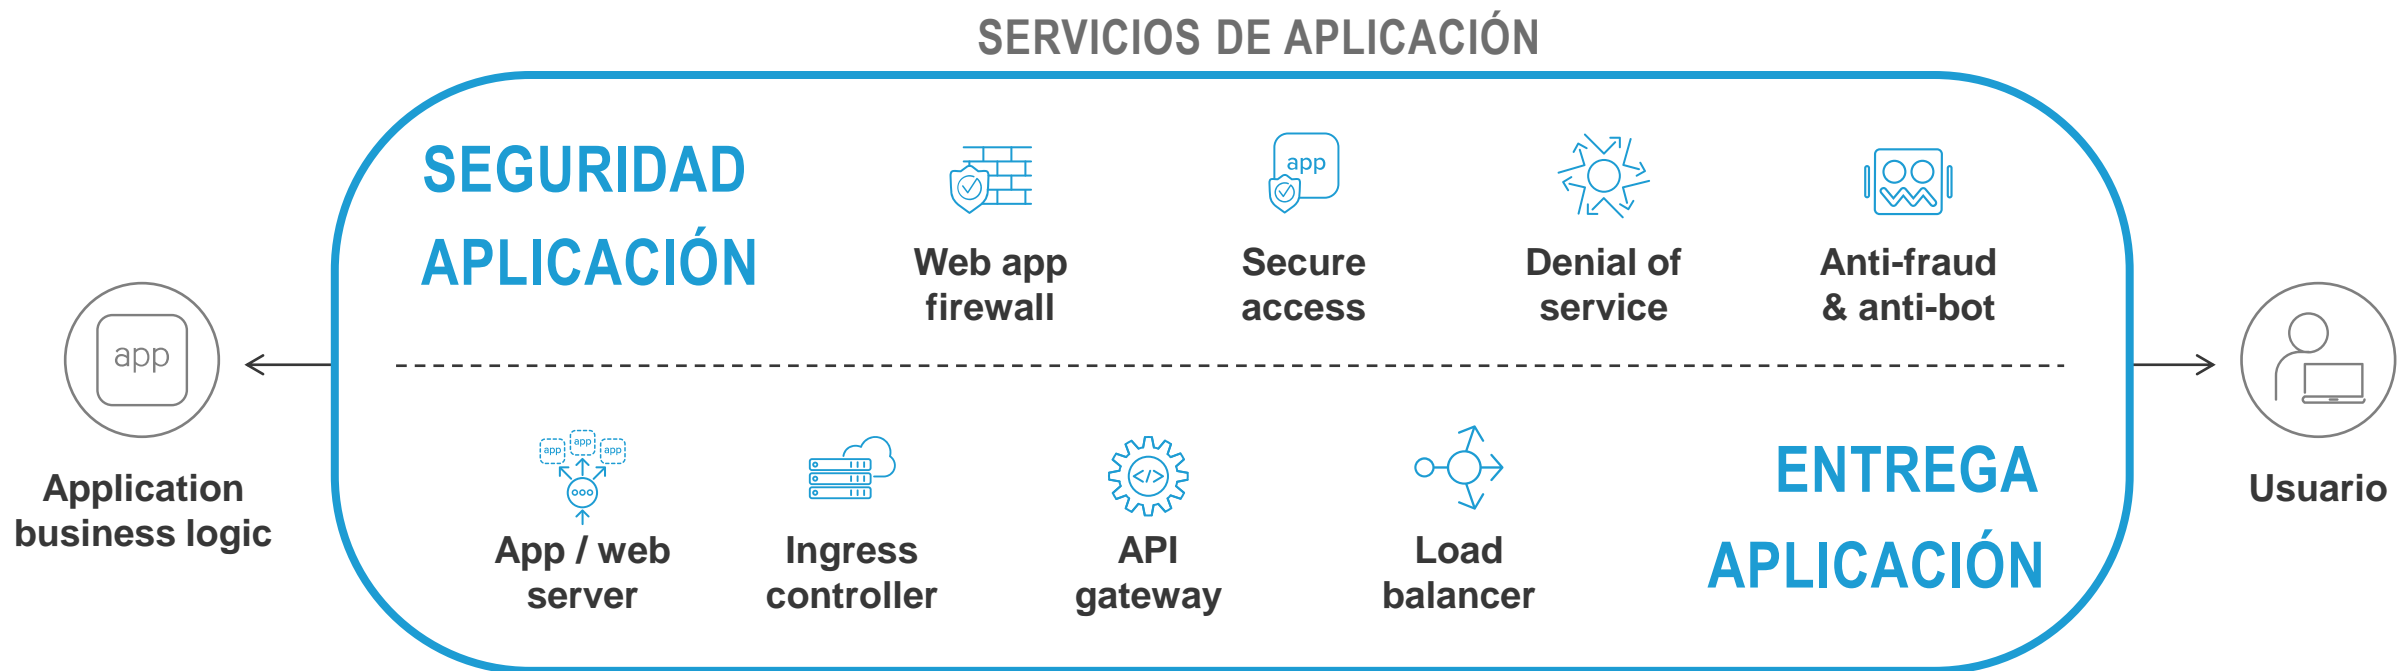 SERVICIOS DE APLICACIÓN
SEGURIDAD
APLICACIÓN
app
Web app
firewall
Secure
access
Denial of
service
Anti-fraud
& anti-bot
app
Application
business logic
Usuario
app
app
app
App / web
server
Ingress
controller
</>
API
gateway
Load
balancer
ENTREGA
APLICACIÓN